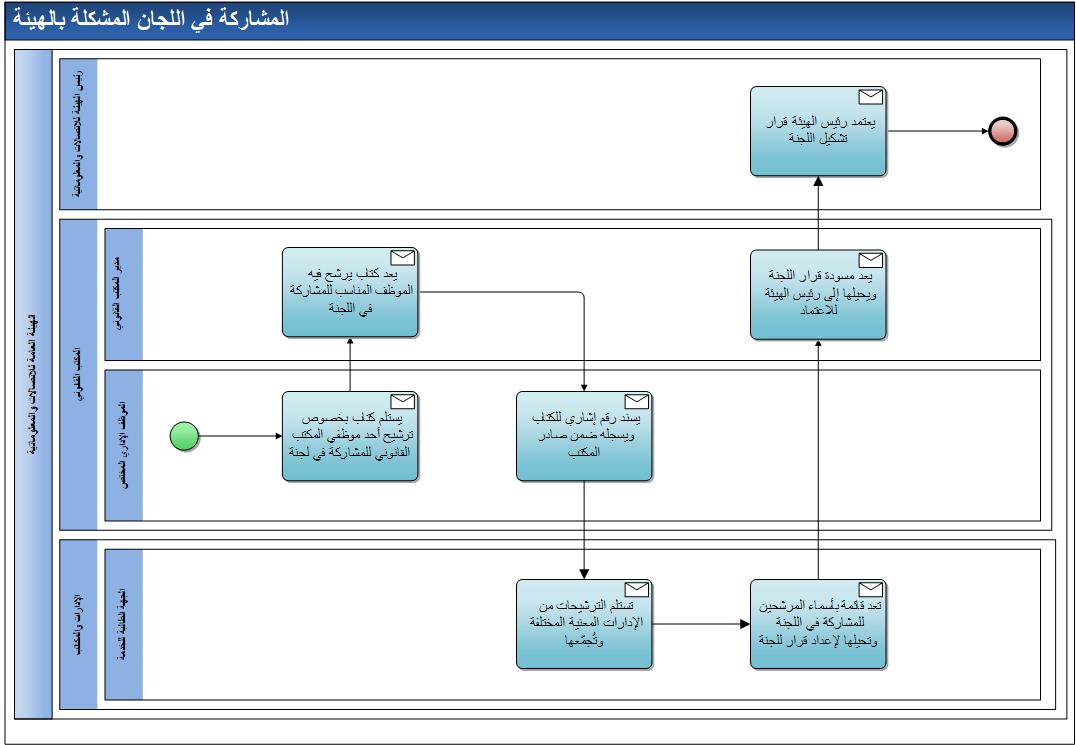 المشاركة في اللجان المشكلة بالهيئة
الهيئة العامة للاتصالات والمعلوماتية
رئيس الهيئة للاتصالات والمعلوماتية
يعتمد رئيس الهيئة قرار
تشكيل اللجنة
المكتب القانوني
مدير المكتب القانوني
يعد كتاب يرشح فيه
الموظف المناسب للمشاركة
في اللجنة
يعد مسودة قرار اللجنة
ويحيلها إلى رئيس الهيئة
للاعتماد
الموظف الإداري المختص
يستلم كتاب بخصوص
ترشيح أحد موظفي المكتب
القانوني للمشاركة في لجنة
يسند رقم إشاري للكتاب
ويسجله ضمن صادر
المكتب
الإدارات والمكاتب
الجهة الطالبة للخدمة
تستلم الترشيحات من
الإدارات المعنية المختلفة
وتُجمّعها
تعد قائمة بأسماء المرشحين
للمشاركة في اللجنة
وتحيلها لإعداد قرار للجنة